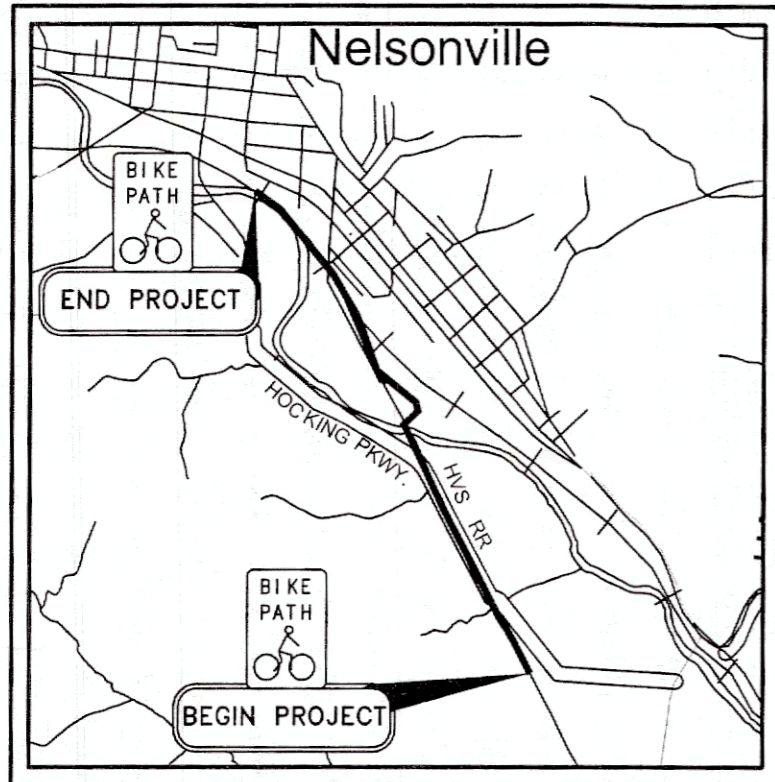 Nelsonville
BIKE
PATH
END PROJECT
HOCKING PKWY.
HVS RR
BIKE
PATH
BEGIN PROJECT